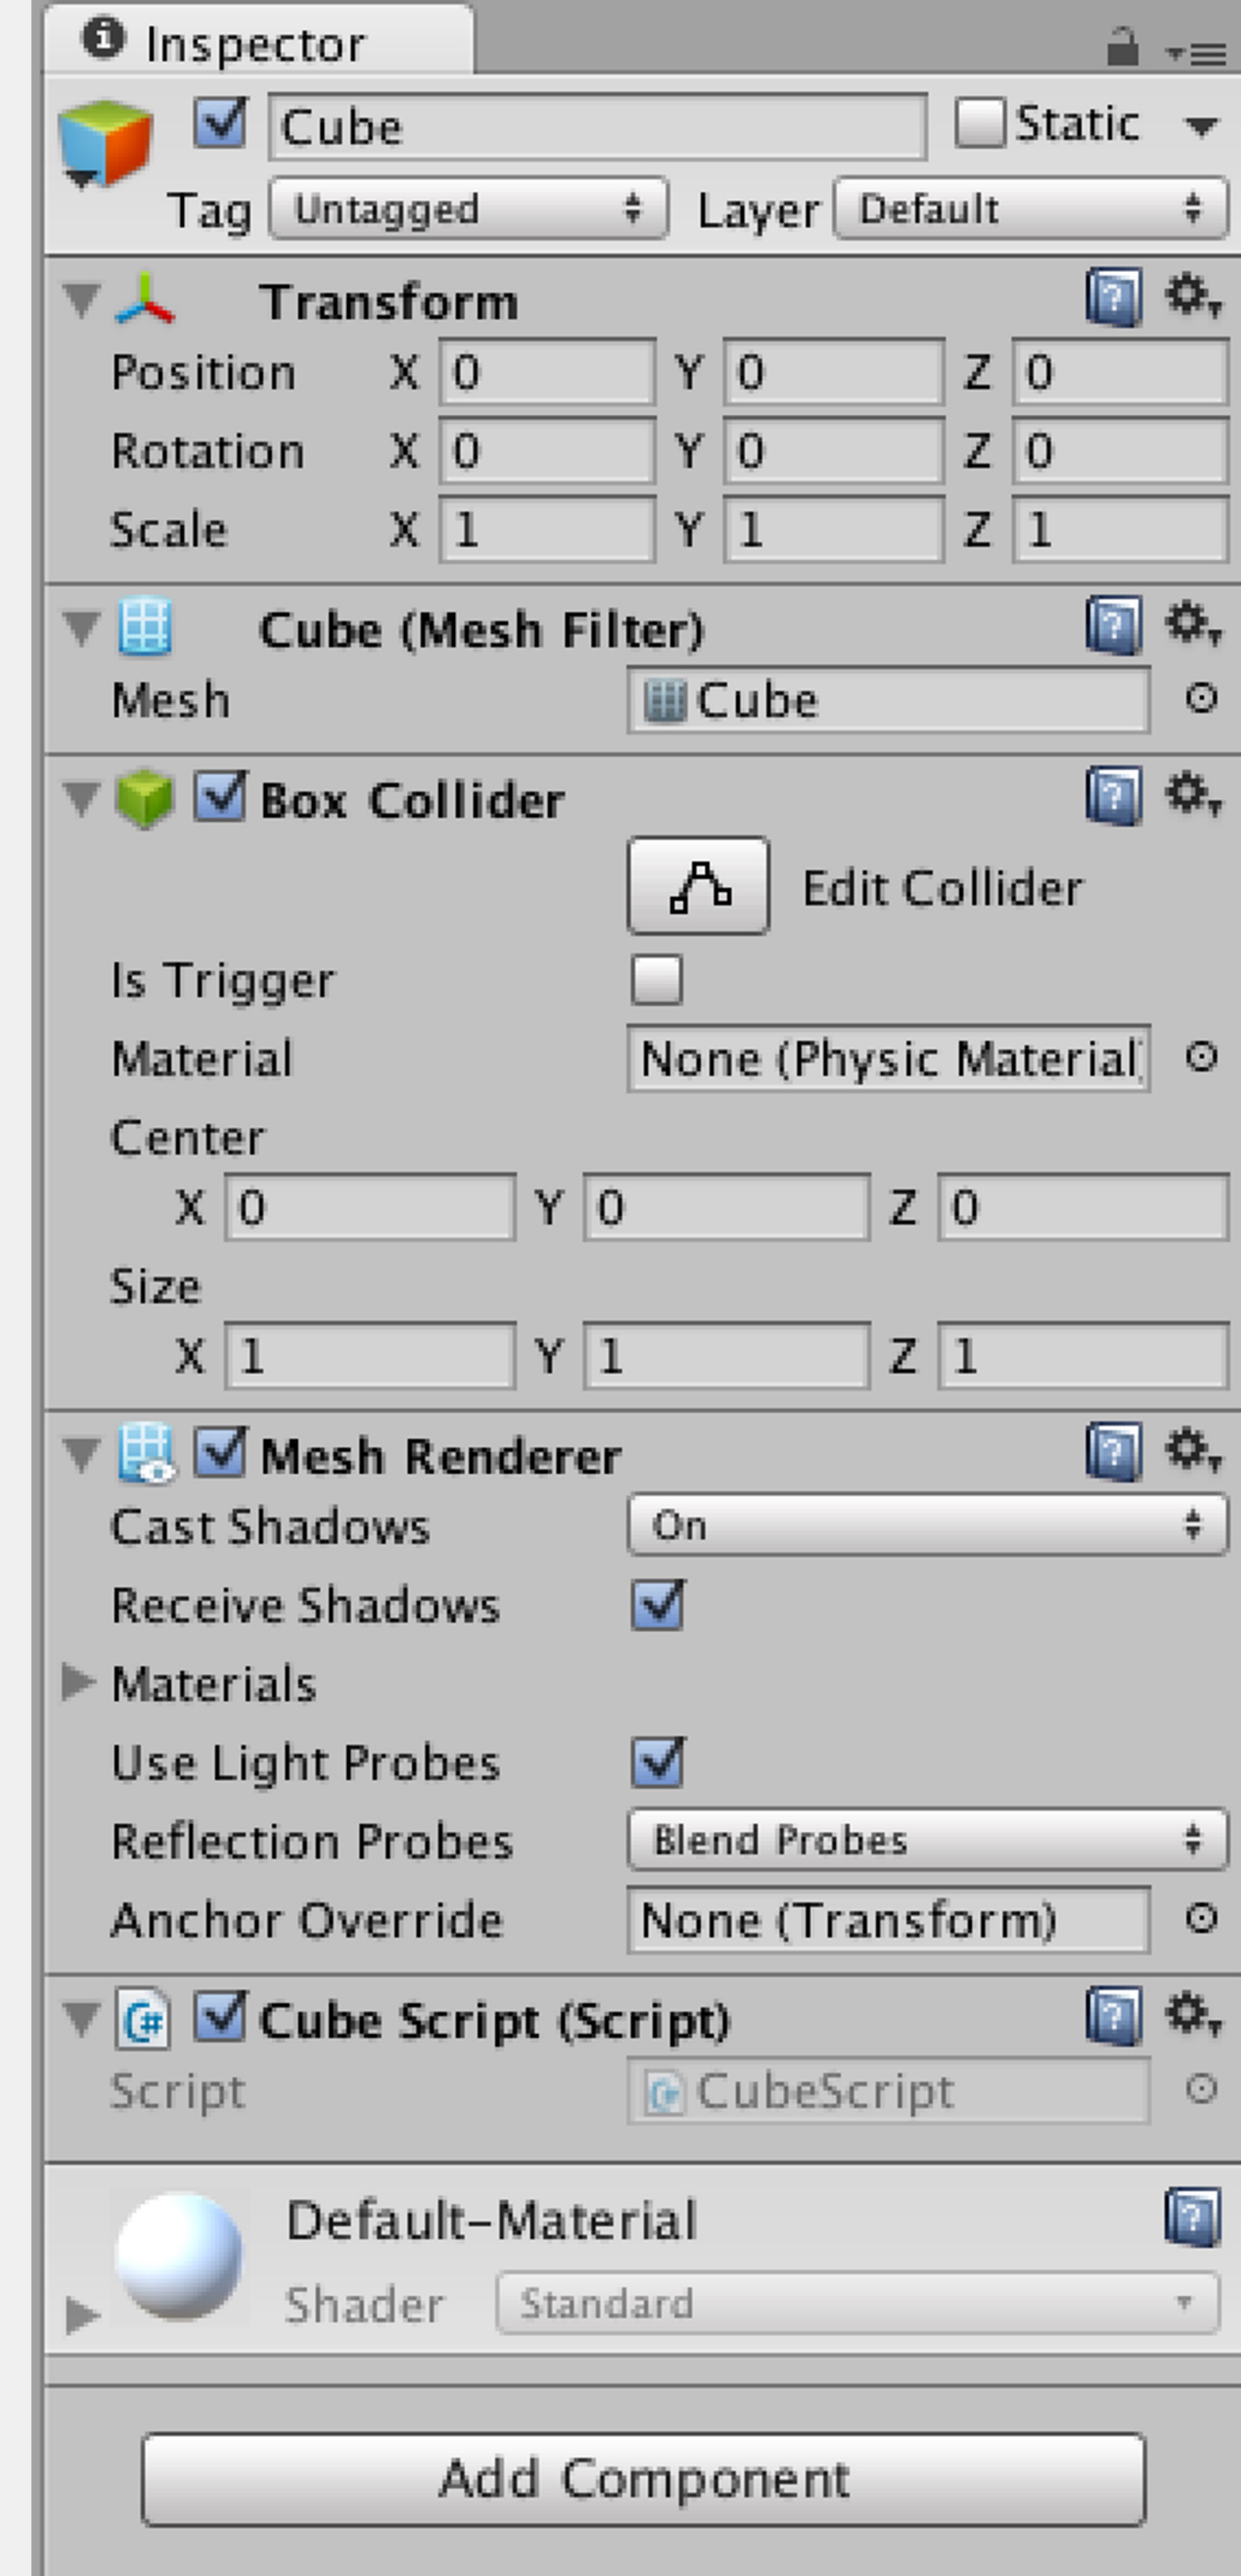 Inspector
Cube Static
Tag Untagged Layer Default
Transform
Position X 0 Y 0 Z 0
Rotation X 0 Y 0 Z 0
Scale X 1 Y 1 Z 1
Cube (Mesh Filter)
Mesh Cube
Box Collider
Edit Collider
Is Trigger
Material None (Physic Material)
Center
X 0 Y 0 Z 0
Size
X 1 Y 1 Z 1
Mesh Renderer
Cast Shadows On
Receive Shadows
Materials
Use Light Probes
Reflection Probes Blend Probes
Anchor Override None (Transform)
C# Cube Script (Script)
Script C# CubeScript
Default-Material
Shader Standard
Add Component